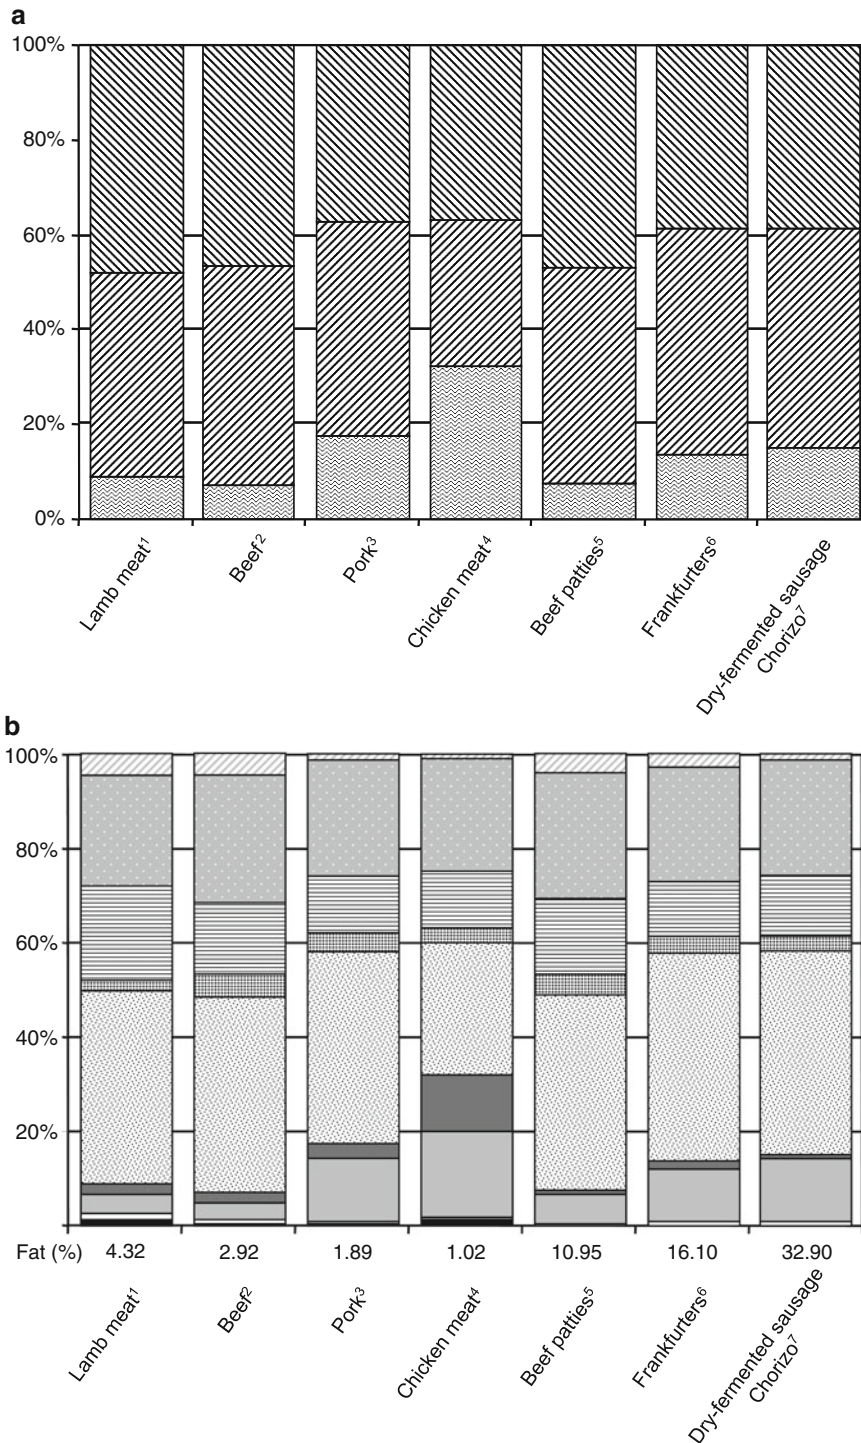 a
100%
80%
60%
40%
20%
0%
Lamb meat¹
Beef²
Pork³
Chicken meat⁴
Beef patties⁵
Frankfurters⁶
Dry-fermented sausage
Chorizo⁷
b
100%
80%
60%
40%
20%
Fat (%) 4.32 2.92 1.89 1.02 10.95 16.10 32.90
Lamb meat¹
Beef²
Pork³
Chicken meat⁴
Beef patties⁵
Frankfurters⁶
Dry-fermented sausage
Chorizo⁷